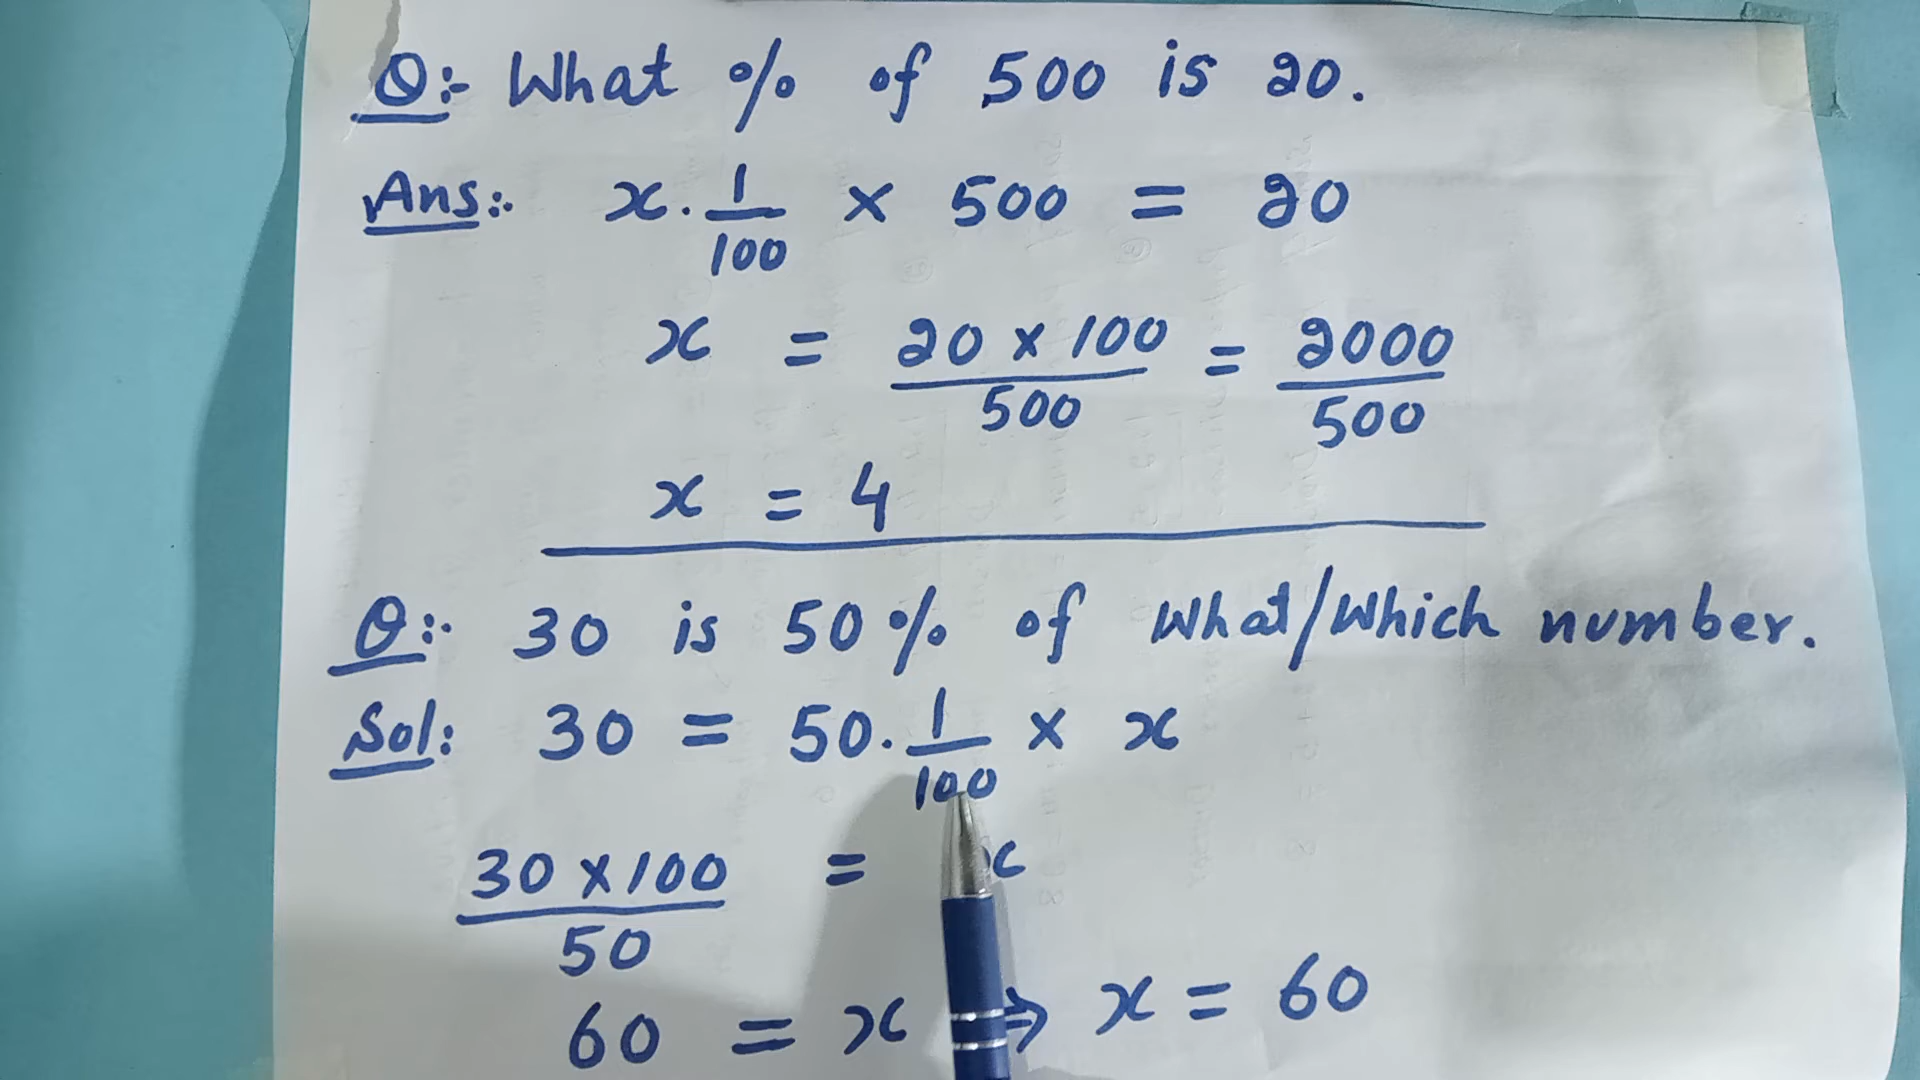 Q:- What % of 500 is 20.
Ans:- x . 1/100 × 500 = 20
x = 20 × 100 / 500 = 2000 / 500
x = 4
Q:- 30 is 50% of What/Which number.
Sol: 30 = 50 . 1/100 × x
30 × 100 / 50 = x
60 = x ⇒ x = 60